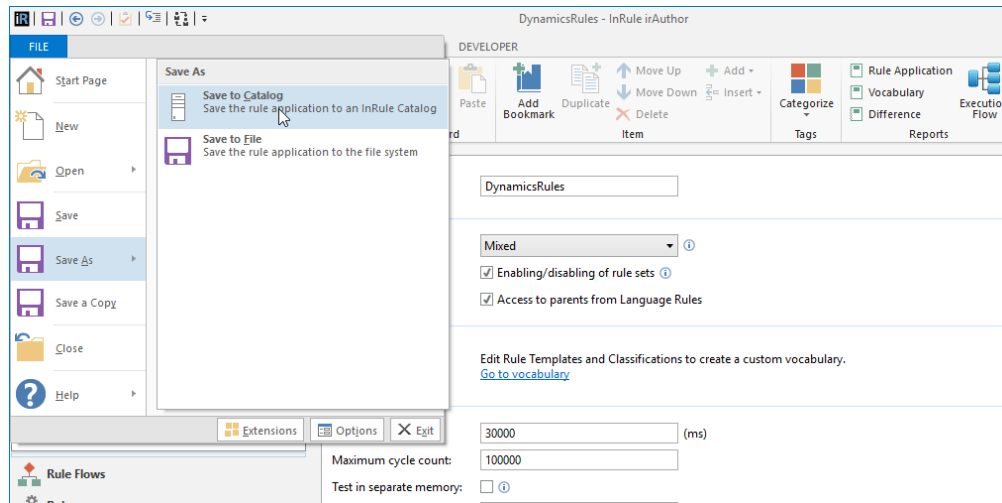 iR
DynamicsRules - InRule irAuthor
FILE
DEVELOPER
Start Page
New
Open
Save
Save As
Save a Copy
Close
Help
Save As
Save to Catalog
Save the rule application to an InRule Catalog
Save to File
Save the rule application to the file system
Extensions
Options
Exit
Paste
Add
Bookmark
Duplicate
Move Up
Move Down
Delete
Add
Insert
Item
Categorize
Tags
Rule Application
Vocabulary
Difference
Reports
Flow
DynamicsRules
Mixed
Enabling/disabling of rule sets
Access to parents from Language Rules
Edit Rule Templates and Classifications to create a custom vocabulary.
Go to vocabulary
30000
(ms)
Maximum cycle count:
100000
Test in separate memory:
Rule Flows